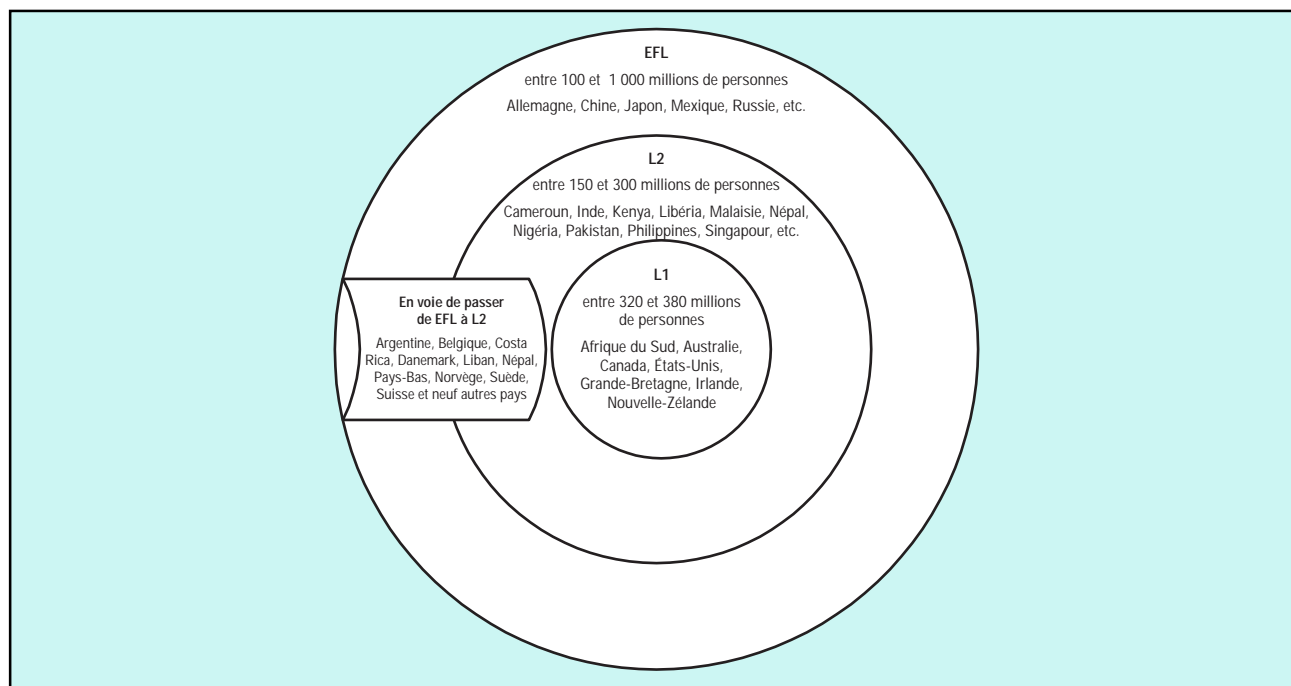 EFL
entre 100 et 1 000 millions de personnes
Allemagne, Chine, Japon, Mexique, Russie, etc.
L2
entre 150 et 300 millions de personnes
Cameroun, Inde, Kenya, Libéria, Malaisie, Népal,
Nigéria, Pakistan, Philippines, Singapour, etc.
L1
entre 320 et 380 millions
de personnes
Afrique du Sud, Australie,
Canada, États-Unis,
Grande-Bretagne, Irlande,
Nouvelle-Zélande
En voie de passer
de EFL à L2
Argentine, Belgique, Costa
Rica, Danemark, Liban, Népal,
Pays-Bas, Norvège, Suède,
Suisse et neuf autres pays